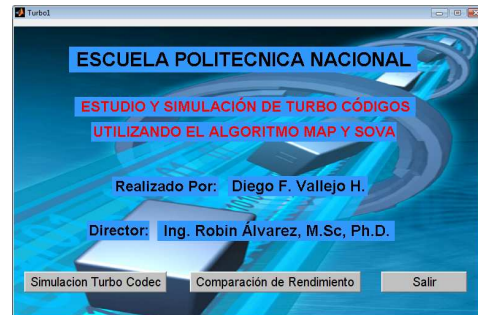 Turbo1
ESCUELA POLITECNICA NACIONAL
ESTUDIO Y SIMULACIÓN DE TURBO CÓDIGOS
UTILIZANDO EL ALGORITMO MAP Y SOVA
Realizado Por: Diego F. Vallejo H.
Director: Ing. Robin Álvarez, M.Sc, Ph.D.
Simulacion Turbo Codec Comparación de Rendimiento Salir